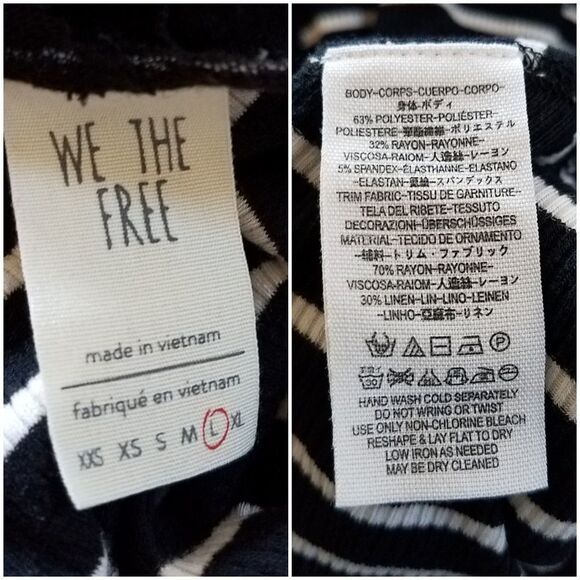 WE THE
FREE
made in vietnam
fabriqué en vietnam
XXS XS S M L XL
BODY-CORPS-CUERPO-CORPO-
身体-ボディ
63% POLYESTER-POLIÉSTER-
POLIESTERE-聚酯纖維-ポリエステル
32% RAYON-RAYONNE-
VISCOSA-RAIOM-人造絲-レーヨン
5% SPANDEX-ÉLASTHANNE-ELASTANO
-ELASTAN-氨綸-スパンデックス
TRIM FABRIC-TISSU DE GARNITURE-
TELA DEL RIBETE-TESSUTO
DECORAZIONI-ÜBERSCHÜSSIGES
MATERIAL-TECIDO DE ORNAMENTO
-輔料-トリム・ファブリック
70% RAYON-RAYONNE-
VISCOSA-RAIOM-人造絲-レーヨン
30% LINEN-LIN-LINO-LEINEN
-LINHO-亞麻布-リネン
P
30
HAND WASH COLD SEPARATELY
DO NOT WRING OR TWIST
USE ONLY NON-CHLORINE BLEACH
RESHAPE & LAY FLAT TO DRY
LOW IRON AS NEEDED
MAY BE DRY CLEANED